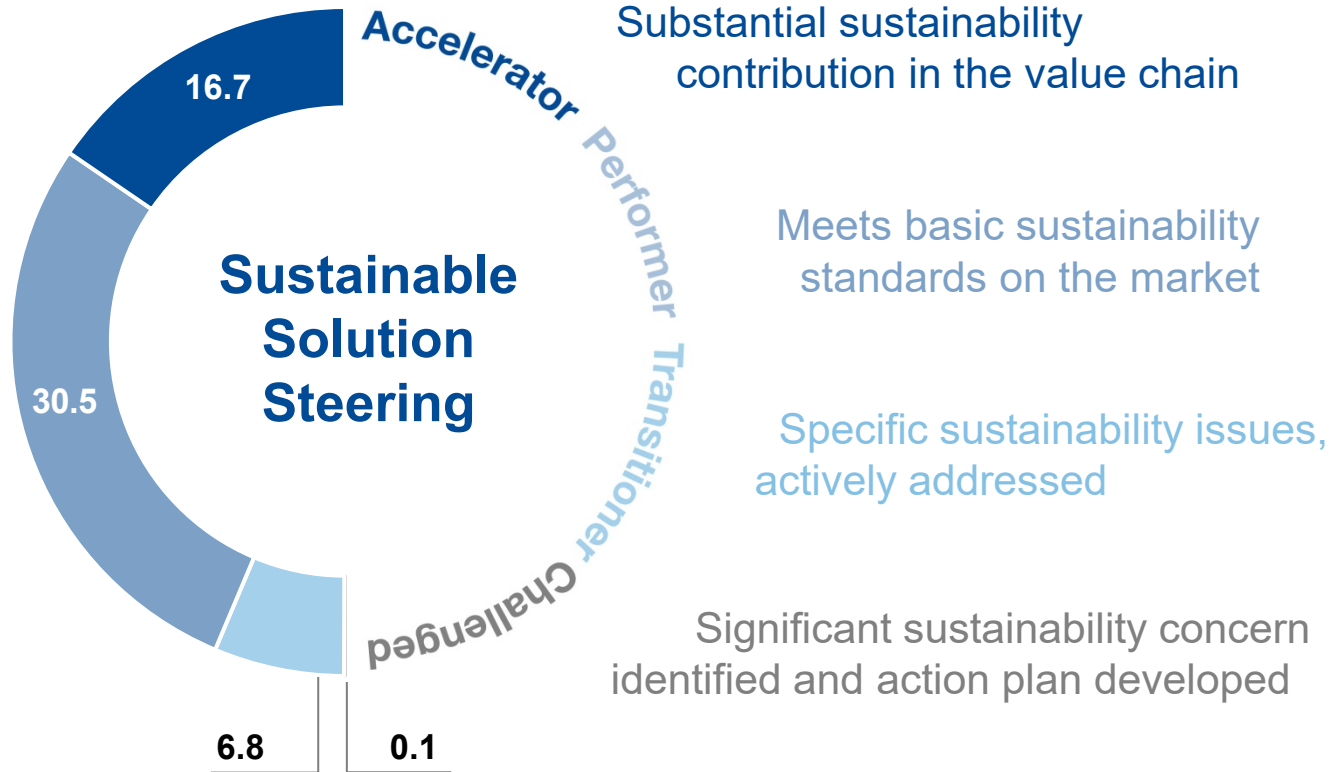 Accelerator
Substantial sustainability
contribution in the value chain
16.7
Performer
Meets basic sustainability
standards on the market
Sustainable
Solution
Steering
30.5
Transitioner
Specific sustainability issues,
actively addressed
Challenged
Significant sustainability concern
identified and action plan developed
6.8
0.1